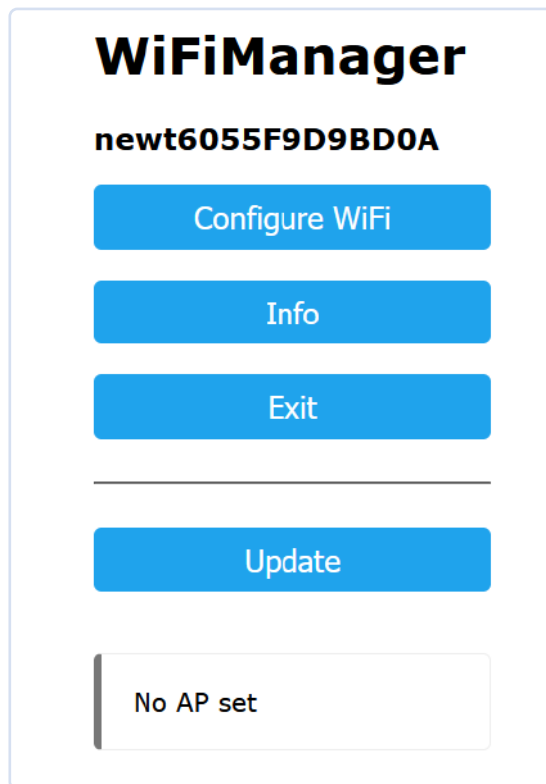 WiFiManager
newt6055F9D9BD0A
Configure WiFi
Info
Exit
Update
No AP set